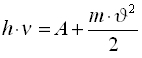 h·ν = A + m·ϑ²/2